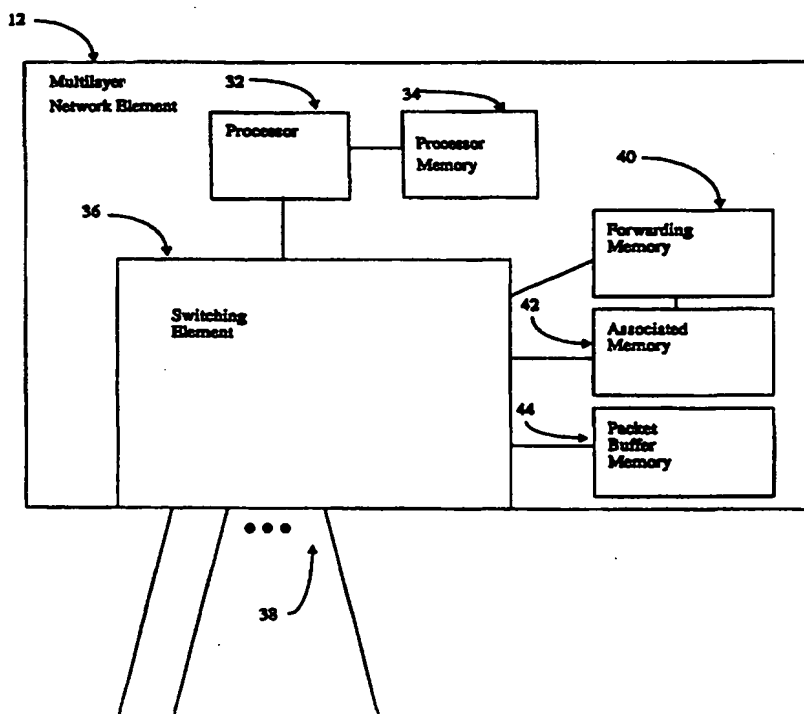 12
Multilayer
Network Element
32
Processor
34
Processor
Memory
40
Forwarding
Memory
36
Switching
Element
42
Associated
Memory
44
Packet
Buffer
Memory
38